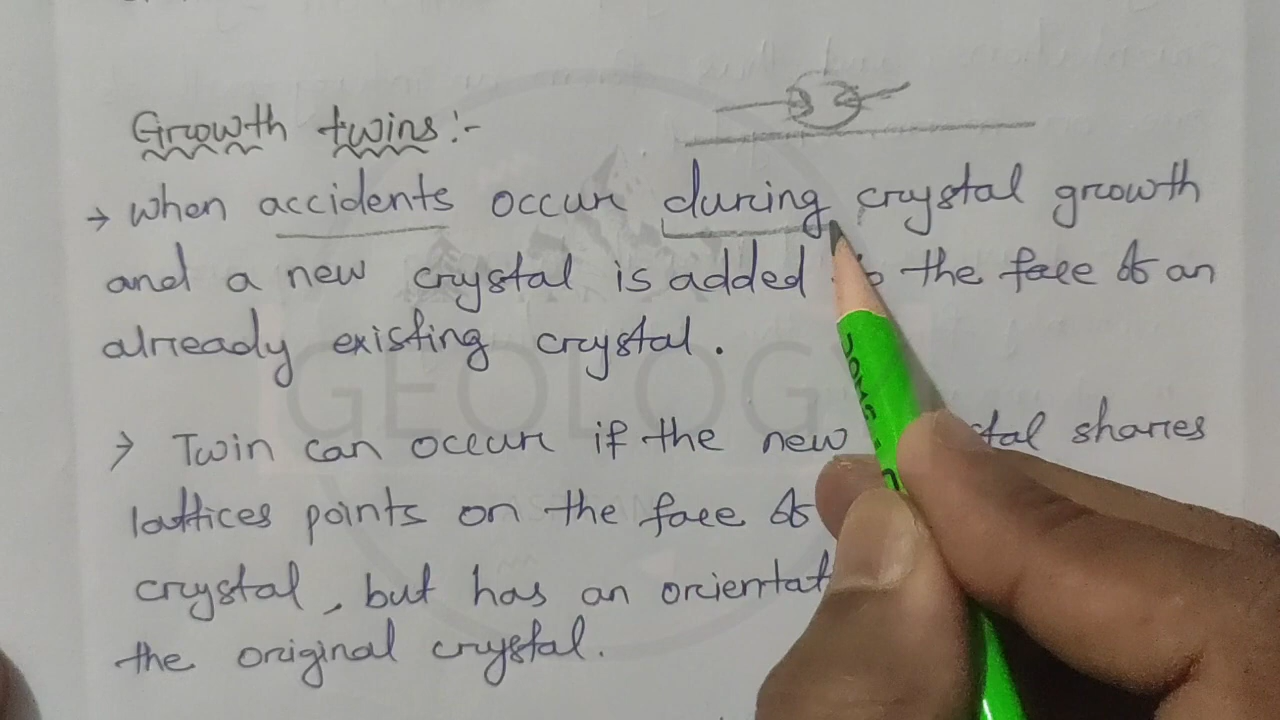 Growth twins:-
→ When accidents occur during crystal growth
and a new crystal is added the face of an
already existing crystal.
→ Twin can occur if the new shares
lattices points on the face of
crystal, but has an orientat
the original crystal.
GEOLOG
DOMS